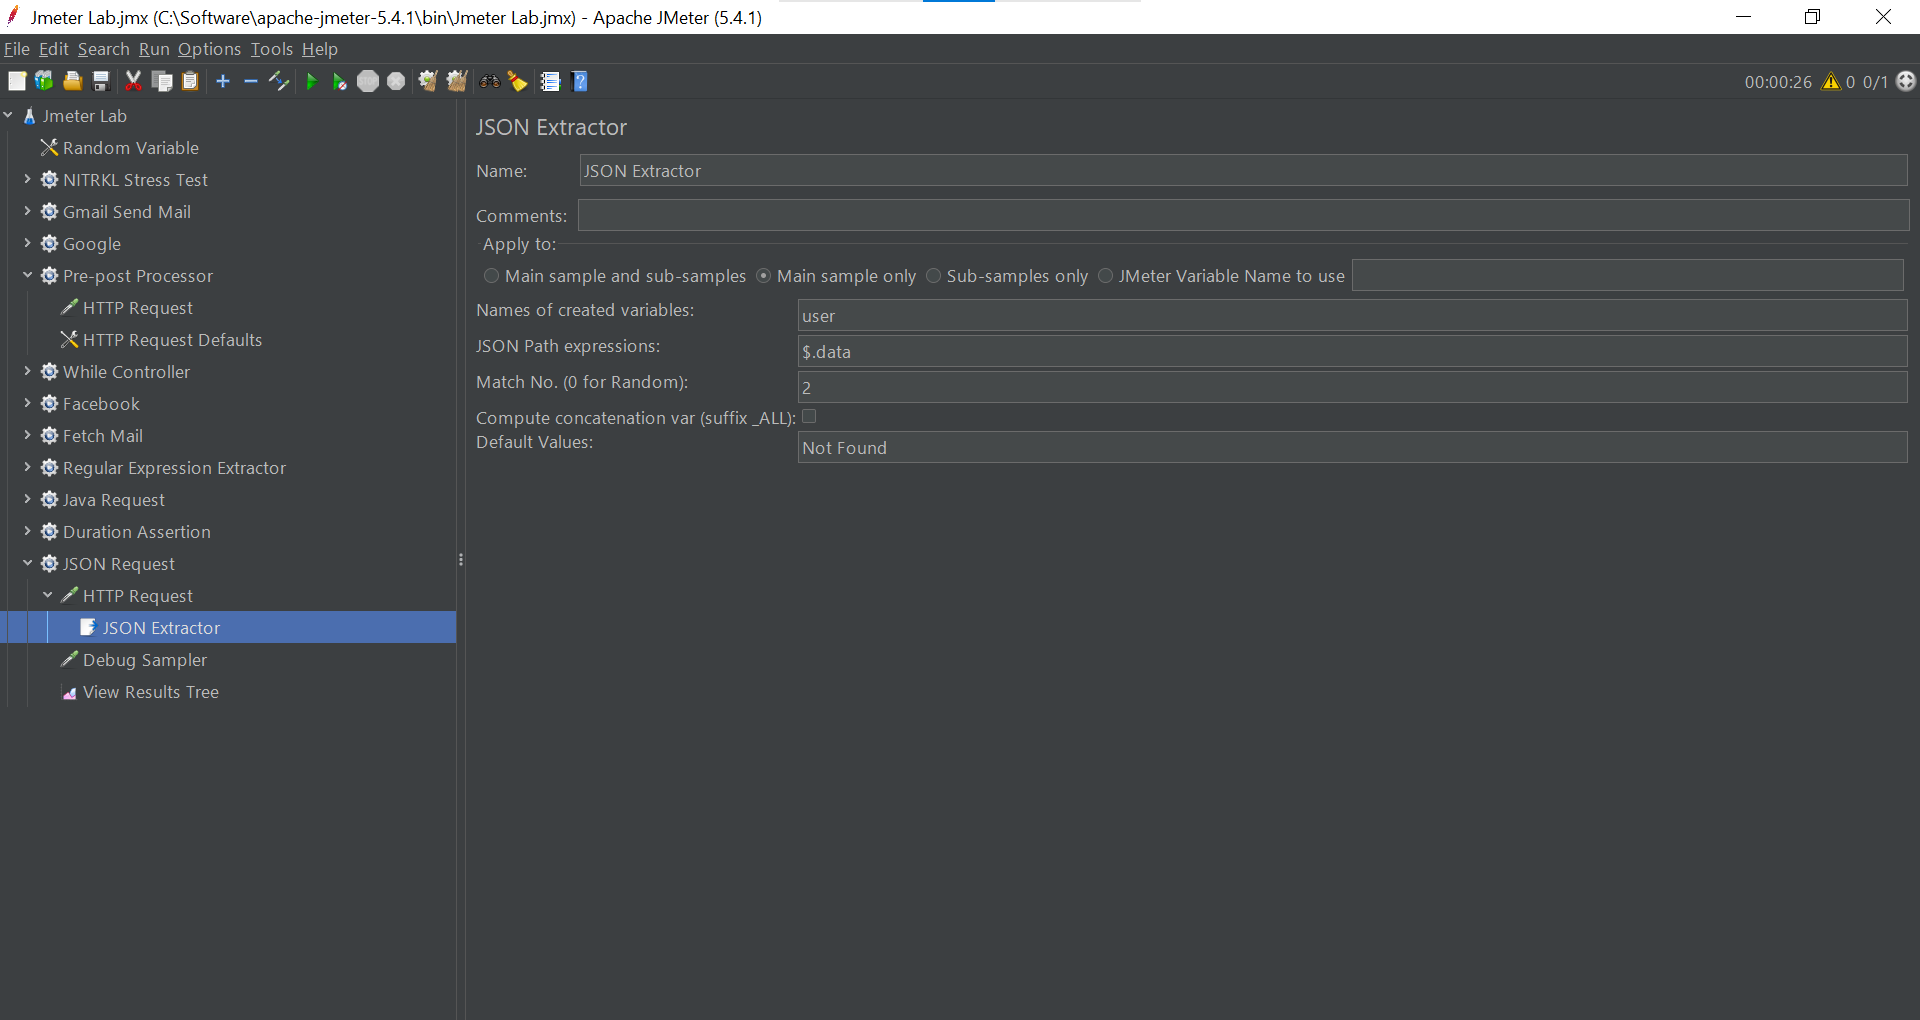 Jmeter Lab.jmx (C:\Software\apache-jmeter-5.4.1\bin\Jmeter Lab.jmx) - Apache JMeter (5.4.1)
File Edit Search Run Options Tools Help
00:00:26 0 0/1
Jmeter Lab
Random Variable
NITRKL Stress Test
Gmail Send Mail
Google
Pre-post Processor
HTTP Request
HTTP Request Defaults
While Controller
Facebook
Fetch Mail
Regular Expression Extractor
Java Request
Duration Assertion
JSON Request
HTTP Request
JSON Extractor
Debug Sampler
View Results Tree
JSON Extractor
Name: JSON Extractor
Comments:
Apply to:
Main sample and sub-samples Main sample only Sub-samples only JMeter Variable Name to use
Names of created variables: user
JSON Path expressions: $.data
Match No. (0 for Random): 2
Compute concatenation var (suffix _ALL):
Default Values: Not Found